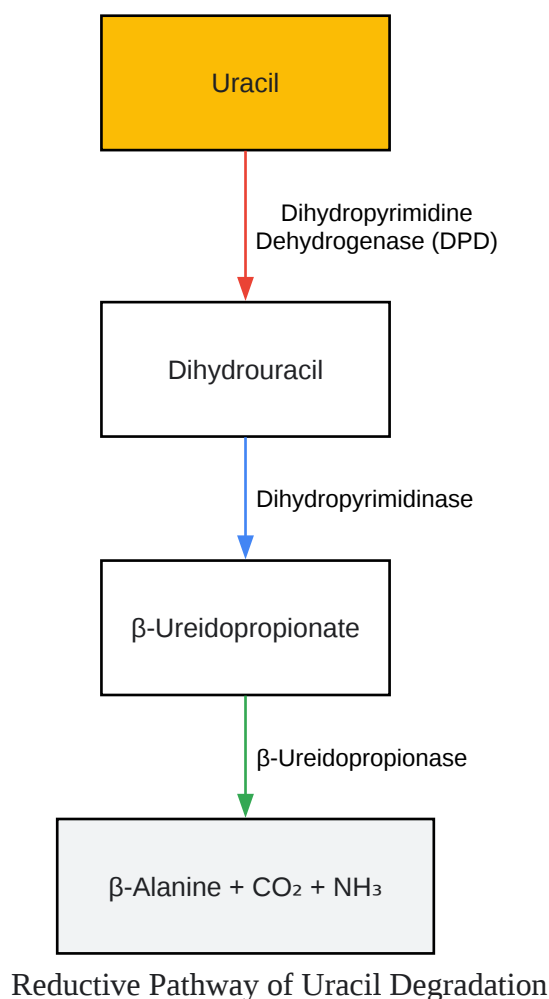 Uracil
Dihydropyrimidine
Dehydrogenase (DPD)
Dihydrouracil
Dihydropyrimidinase
β-Ureidopropionate
β-Ureidopropionase
β-Alanine + CO₂ + NH₃
Reductive Pathway of Uracil Degradation